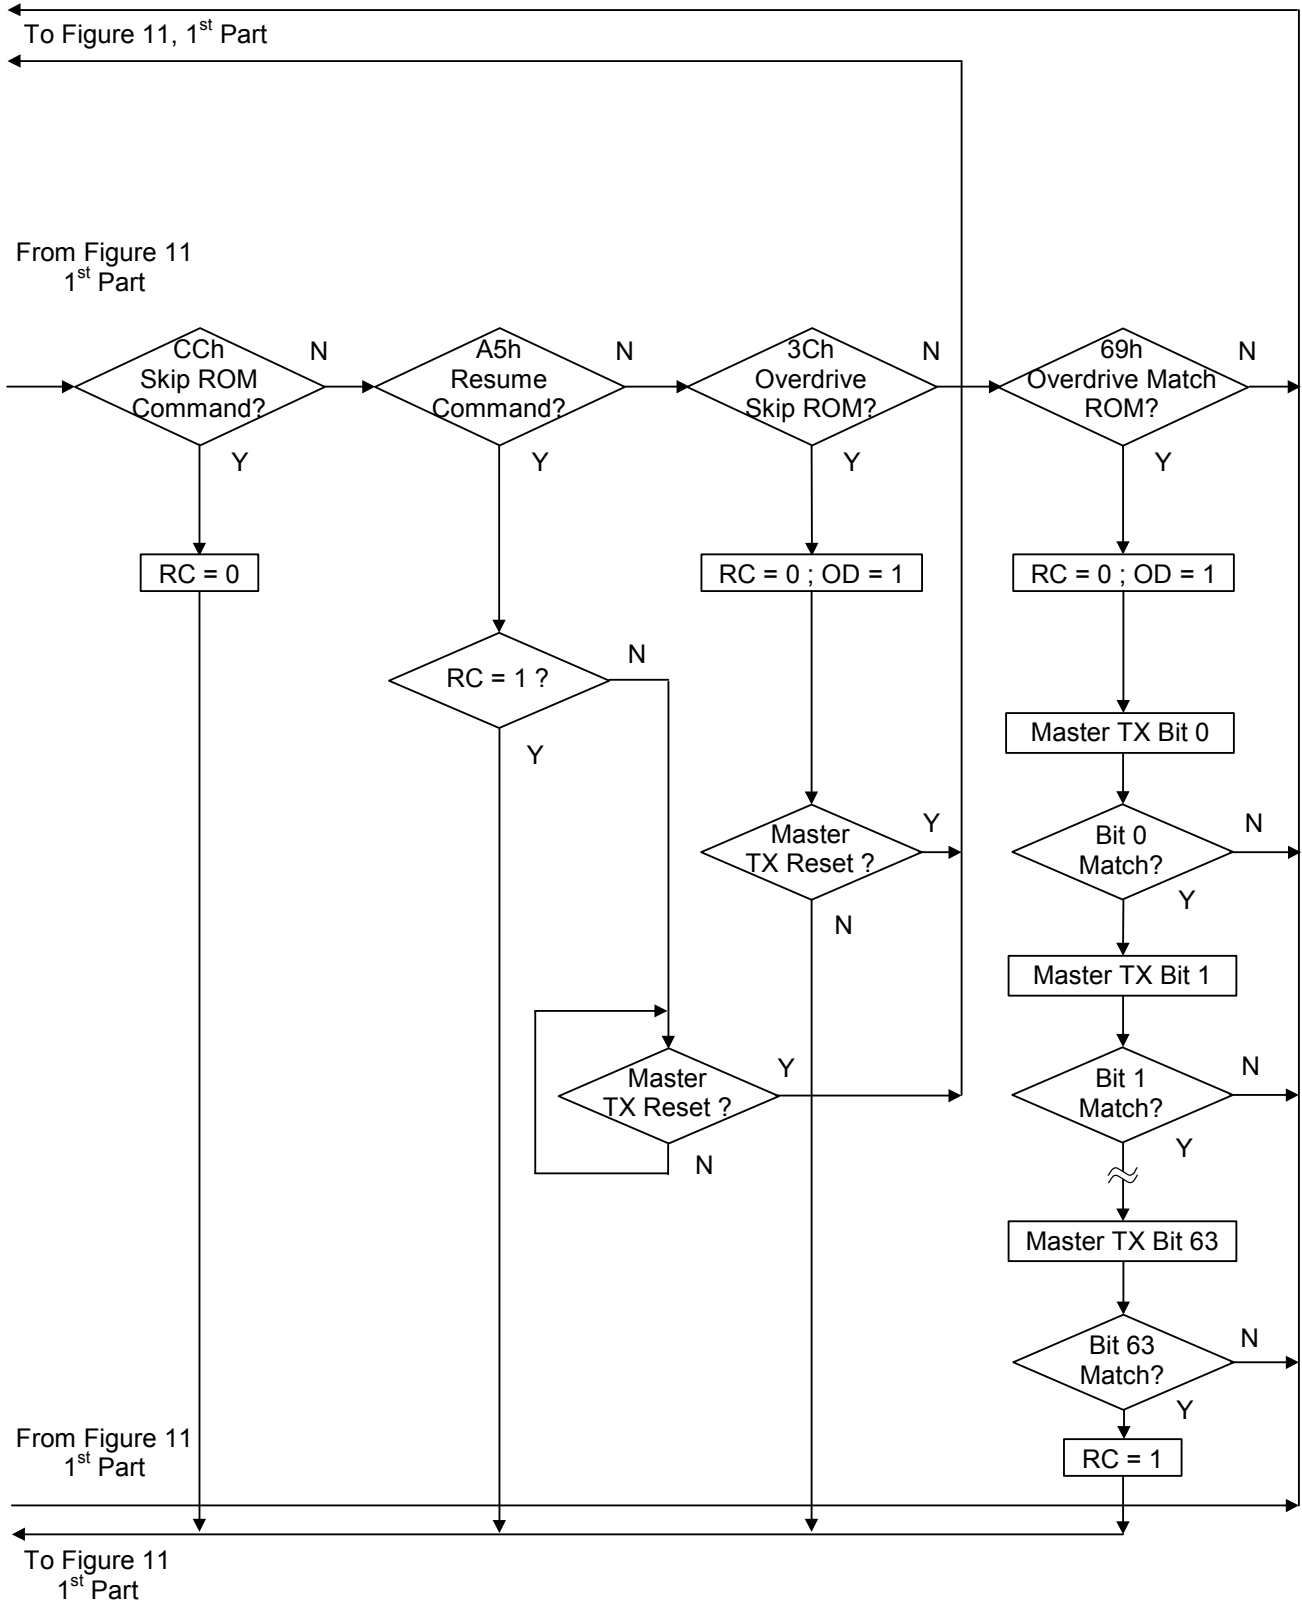 To Figure 11, 1st Part
From Figure 11
1st Part
CCh
Skip ROM
Command?
N
Y
A5h
Resume
Command?
N
Y
3Ch
Overdrive
Skip ROM?
N
Y
69h
Overdrive Match
ROM?
N
Y
RC = 0
RC = 0 ; OD = 1
RC = 0 ; OD = 1
RC = 1 ?
N
Y
Master TX Bit 0
Master
TX Reset ?
Y
N
Bit 0
Match?
N
Y
Master TX Bit 1
Master
TX Reset ?
Y
N
Bit 1
Match?
N
Y
Master TX Bit 63
Bit 63
Match?
N
Y
RC = 1
From Figure 11
1st Part
To Figure 11
1st Part